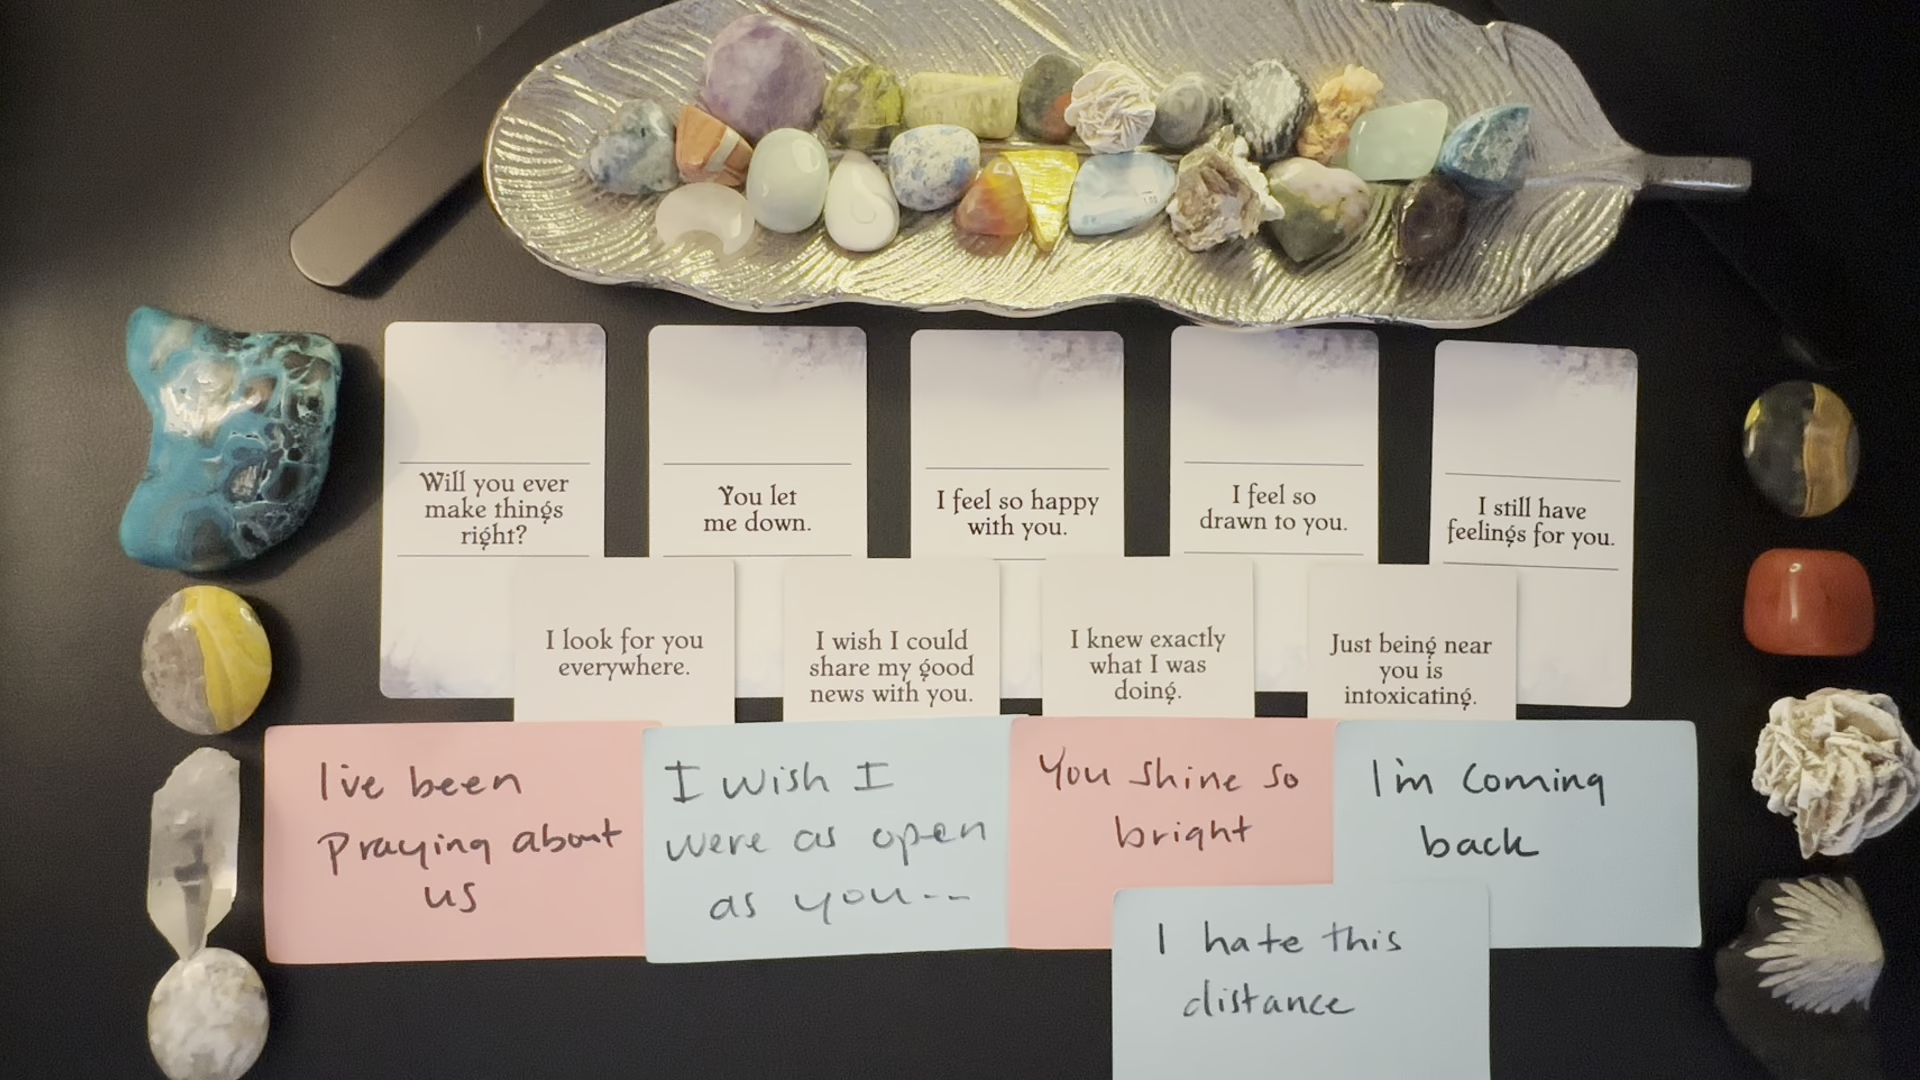 Will you ever
make things
right?
You let
me down.
I feel so happy
with you.
I feel so
drawn to you.
I still have
feelings for you.
I look for you
everywhere.
I wish I could
share my good
news with you.
I knew exactly
what I was
doing.
Just being near
you is
intoxicating.
I've been
Praying about
us
I wish I
were as open
as you--
You shine so
bright
I'm coming
back
I hate this
distance